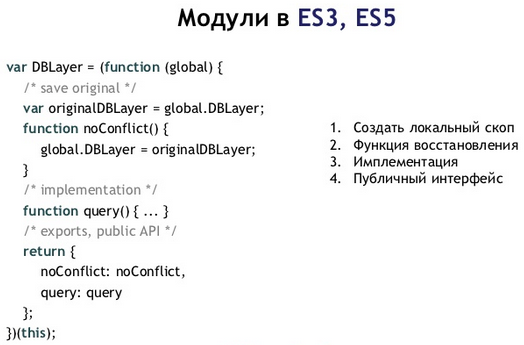 Модули в ES3, ES5
var DBLayer = (function (global) {
/* save original */
var originalDBLayer = global.DBLayer;
function noConflict() {
global.DBLayer = originalDBLayer;
}
/* implementation */
function query() { ... }
/* exports, public API */
return {
noConflict: noConflict,
query: query
};
})(this);
1. Создать локальный скоп
2. Функция восстановления
3. Имплементация
4. Публичный интерфейс